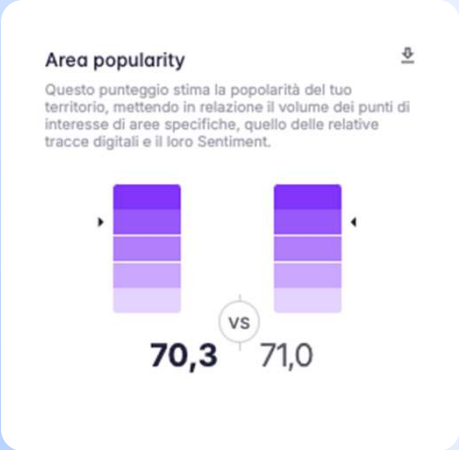 Area popularity
Questo punteggio stima la popolarità del tuo
territorio, mettendo in relazione il volume dei punti di
interesse di aree specifiche, quello delle relative
tracce digitali e il loro Sentiment.
VS
70,3 71,0